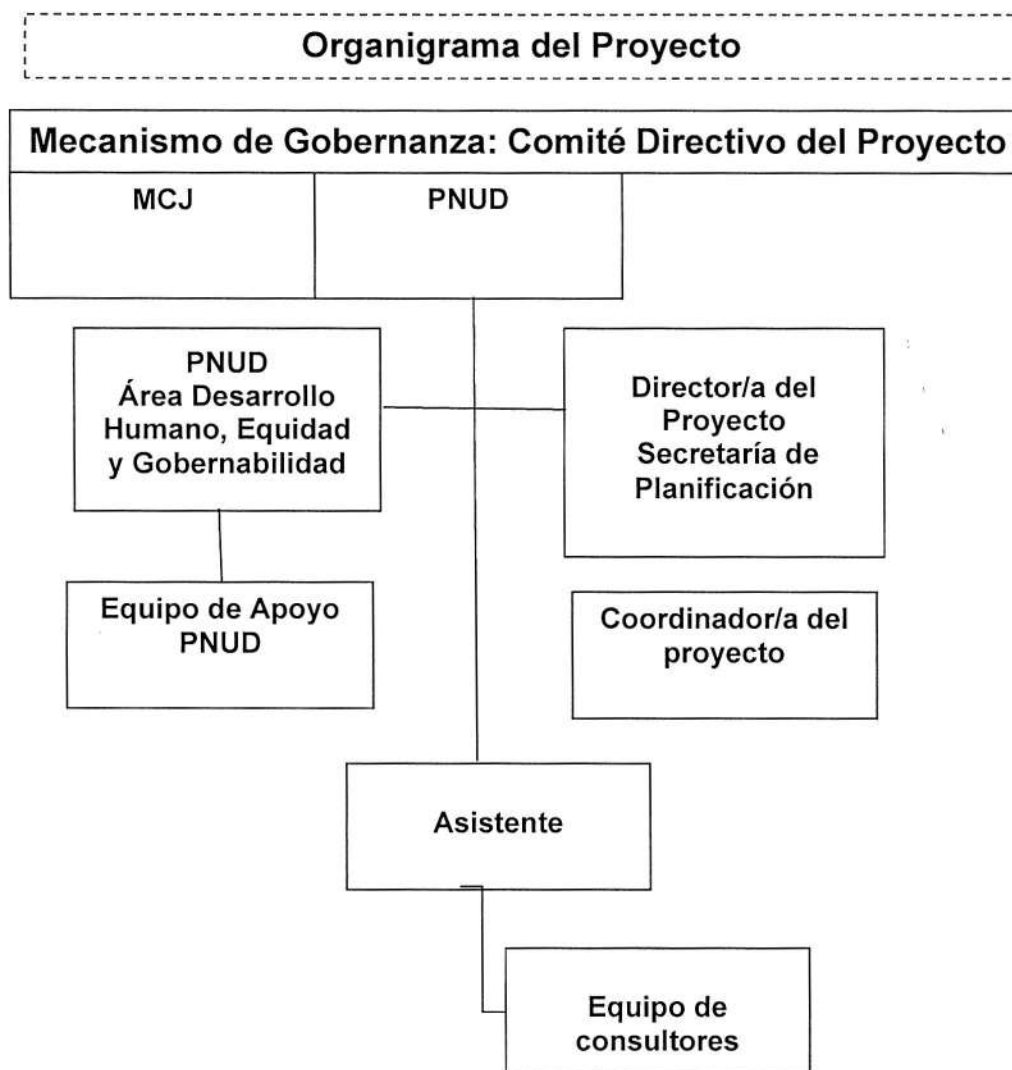 Organigrama del Proyecto
Mecanismo de Gobernanza: Comité Directivo del Proyecto
MCJ
PNUD
PNUD
Área Desarrollo
Humano, Equidad
y Gobernabilidad
Director/a del
Proyecto
Secretaría de
Planificación
Equipo de Apoyo
PNUD
Coordinador/a del
proyecto
Asistente
Equipo de
consultores